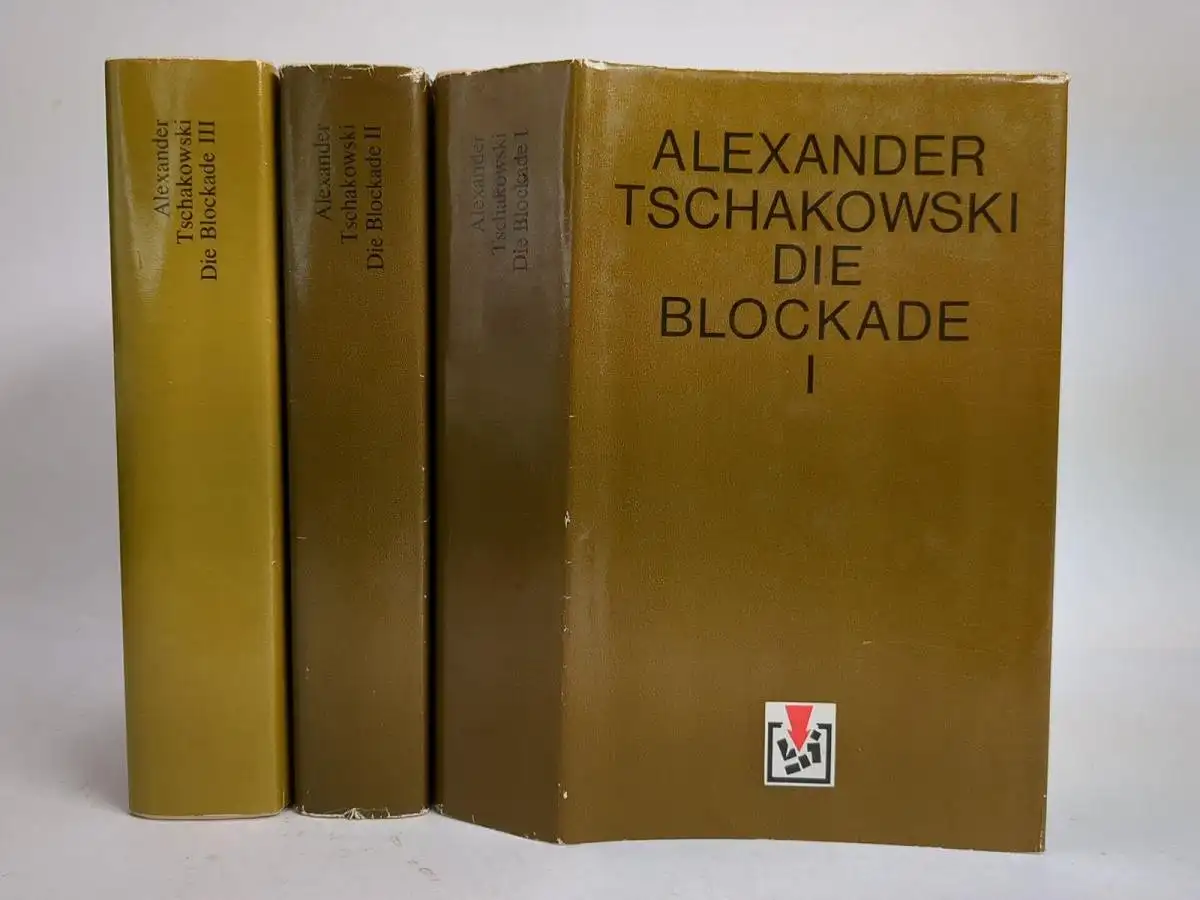 Alexander
Tschakowski
Die Blockade III
Alexander
Tschakowski
Die Blockade II
Alexander
Tschakowski
Die Blockade I
ALEXANDER
TSCHAKOWSKI
DIE
BLOCKADE
I